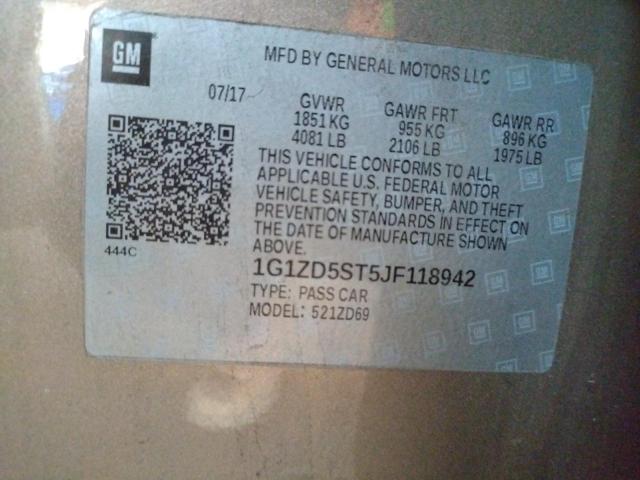 GM
MFD BY GENERAL MOTORS LLC
07/17
GVWR GAWR FRT GAWR RR
1851 KG 955 KG 896 KG
4081 LB 2106 LB 1975 LB
THIS VEHICLE CONFORMS TO ALL
APPLICABLE U.S. FEDERAL MOTOR
VEHICLE SAFETY, BUMPER, AND THEFT
PREVENTION STANDARDS IN EFFECT ON
THE DATE OF MANUFACTURE SHOWN
ABOVE.
444C
1G1ZD5ST5JF118942
TYPE: PASS CAR
MODEL: 521ZD69